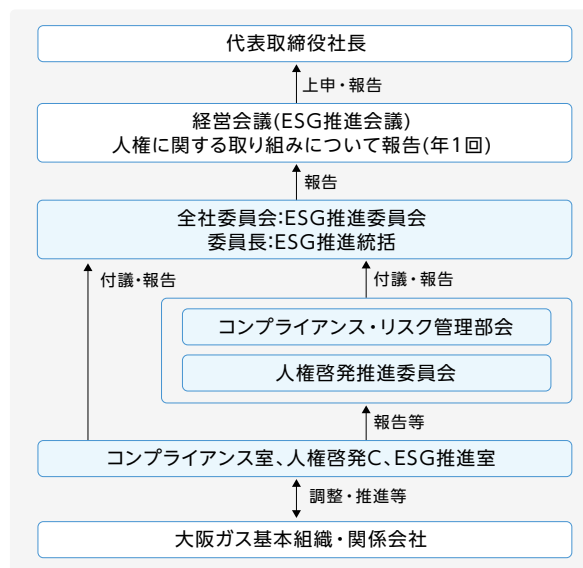 代表取締役社長
上申・報告
経営会議(ESG推進会議)
人権に関する取り組みについて報告(年1回)
報告
全社委員会:ESG推進委員会
委員長:ESG推進統括
付議・報告
付議・報告
コンプライアンス・リスク管理部会
人権啓発推進委員会
報告等
コンプライアンス室、人権啓発C、ESG推進室
調整・推進等
大阪ガス基本組織・関係会社